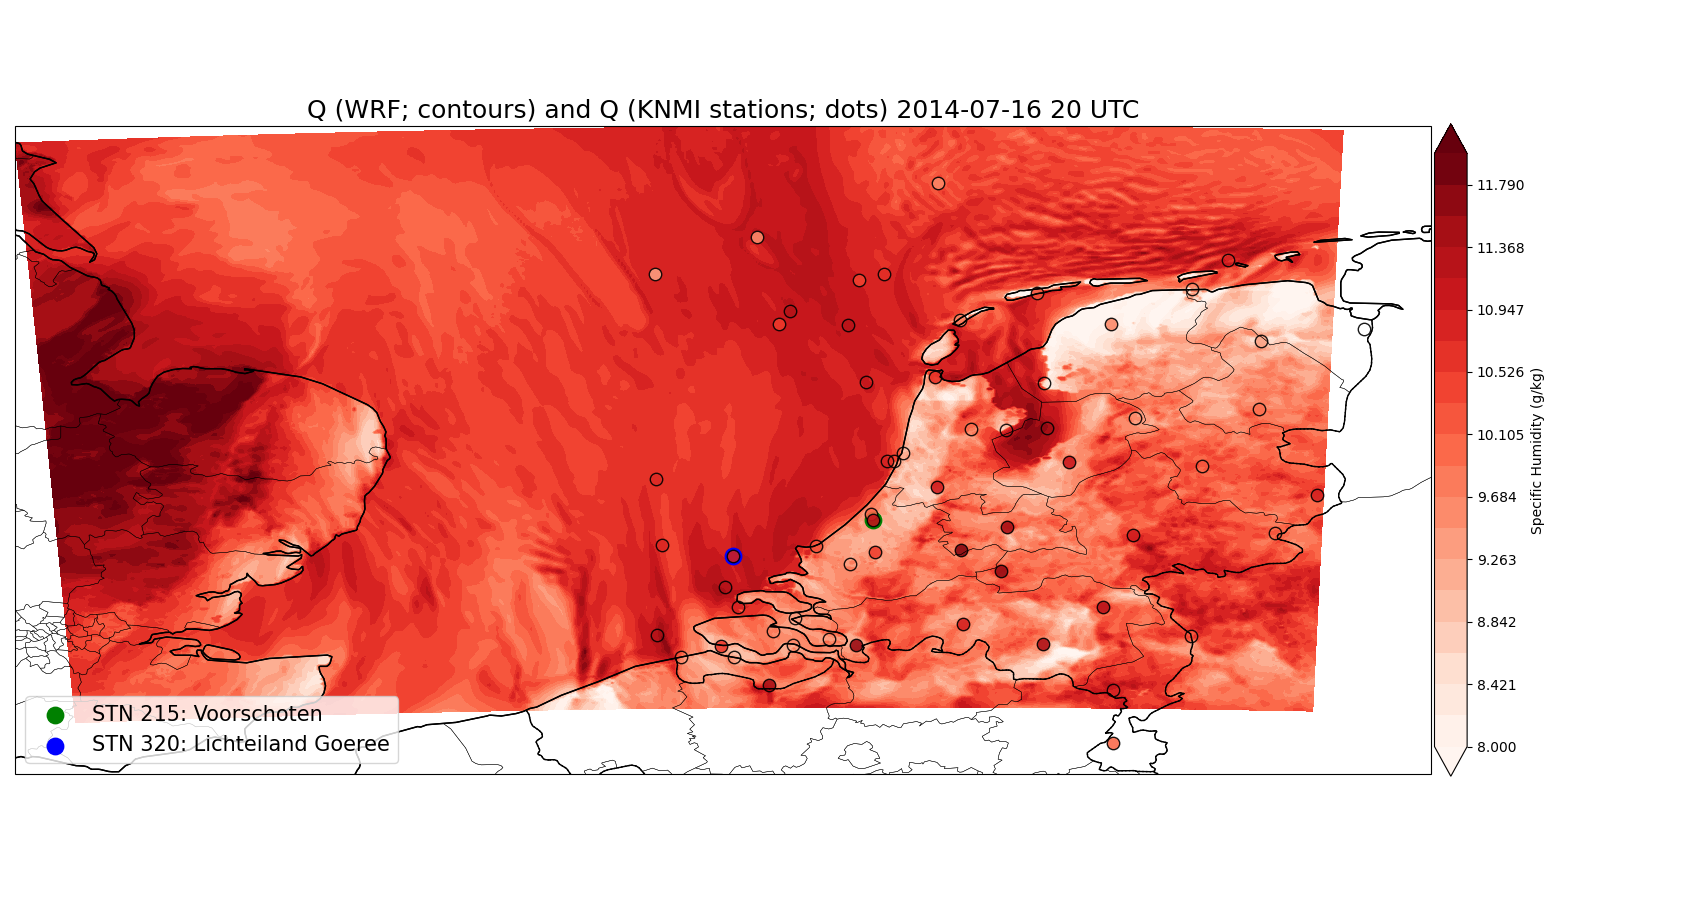 Q (WRF; contours) and Q (KNMI stations; dots) 2014-07-16 20 UTC
11.790
11.368
10.947
10.526
10.105
9.684
9.263
8.842
8.421
8.000
Specific Humidity (g/kg)
STN 215: Voorschoten
STN 320: Lichteiland Goeree